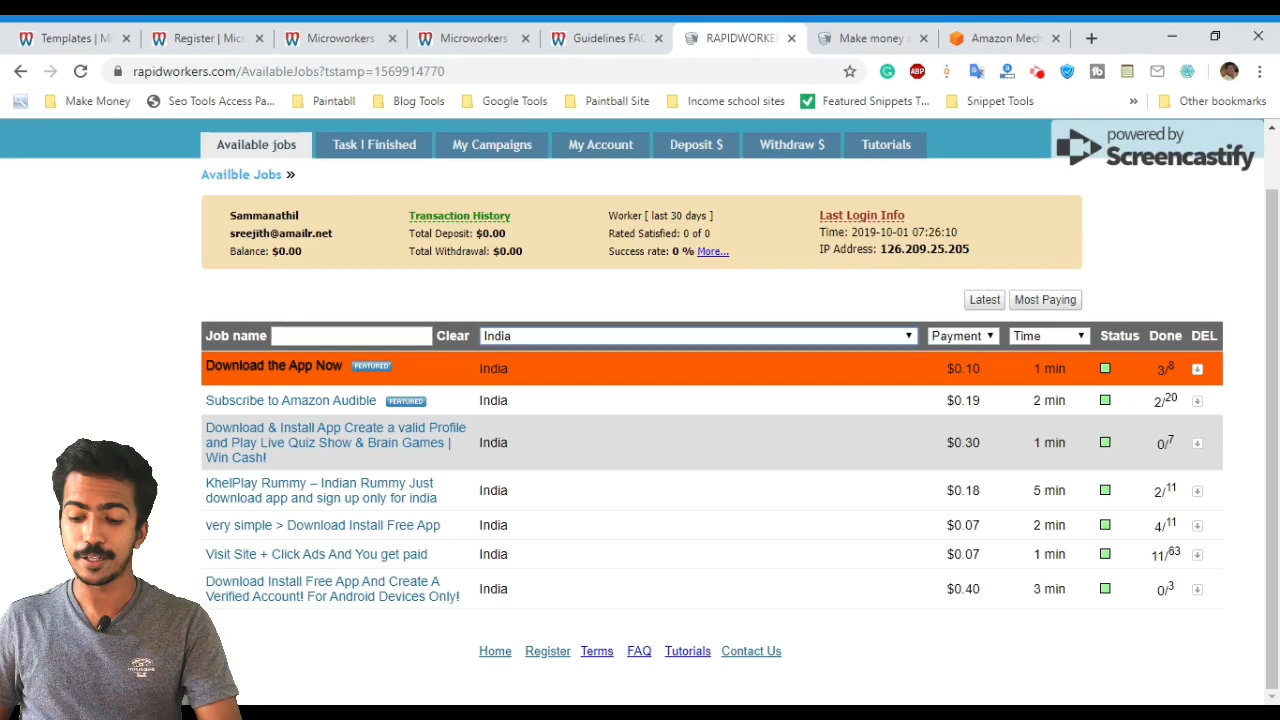 Templates | Mi
Register | Micr
Microworkers
Microworkers
Guidelines FAQ
RAPIDWORKE
Make money o
Amazon Mech
rapidworkers.com/AvailableJobs?tstamp=1569914770
ABP
Make Money
Seo Tools Access Pa...
Paintabll
Blog Tools
Google Tools
Paintball Site
Income school sites
Featured Snippets T...
Snippet Tools
»
Other bookmarks
Available jobs
Task I Finished
My Campaigns
My Account
Deposit $
Withdraw $
Tutorials
powered by
Screencastify
Availble Jobs »
Sammanathil
sreejith@amailr.net
Balance: $0.00
Transaction History
Total Deposit: $0.00
Total Withdrawal: $0.00
Worker [ last 30 days ]
Rated Satisfied: 0 of 0
Success rate: 0 % More...
Last Login Info
Time: 2019-10-01 07:26:10
IP Address: 126.209.25.205
Latest
Most Paying
Job name Clear India Payment Time Status Done DEL
Download the App Now FEATURED India $0.10 1 min 3/8
Subscribe to Amazon Audible FEATURED India $0.19 2 min 2/20
Download & Install App Create a valid Profile
and Play Live Quiz Show & Brain Games | India $0.30 1 min 0/7
Win Cash!
KhelPlay Rummy – Indian Rummy Just
download app and sign up only for india India $0.18 5 min 2/11
very simple > Download Install Free App India $0.07 2 min 4/11
Visit Site + Click Ads And You get paid India $0.07 1 min 11/63
Download Install Free App And Create A
Verified Account! For Android Devices Only! India $0.40 3 min 0/3
Home Register Terms FAQ Tutorials Contact Us